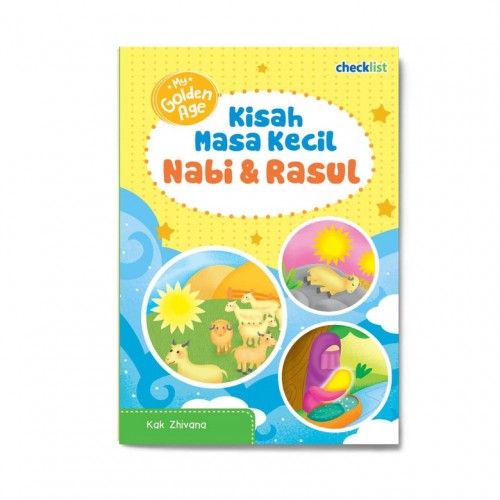 checklist
My
Golden
Age
Kisah
Masa Kecil
Nabi & Rasul
Kak Zhivana